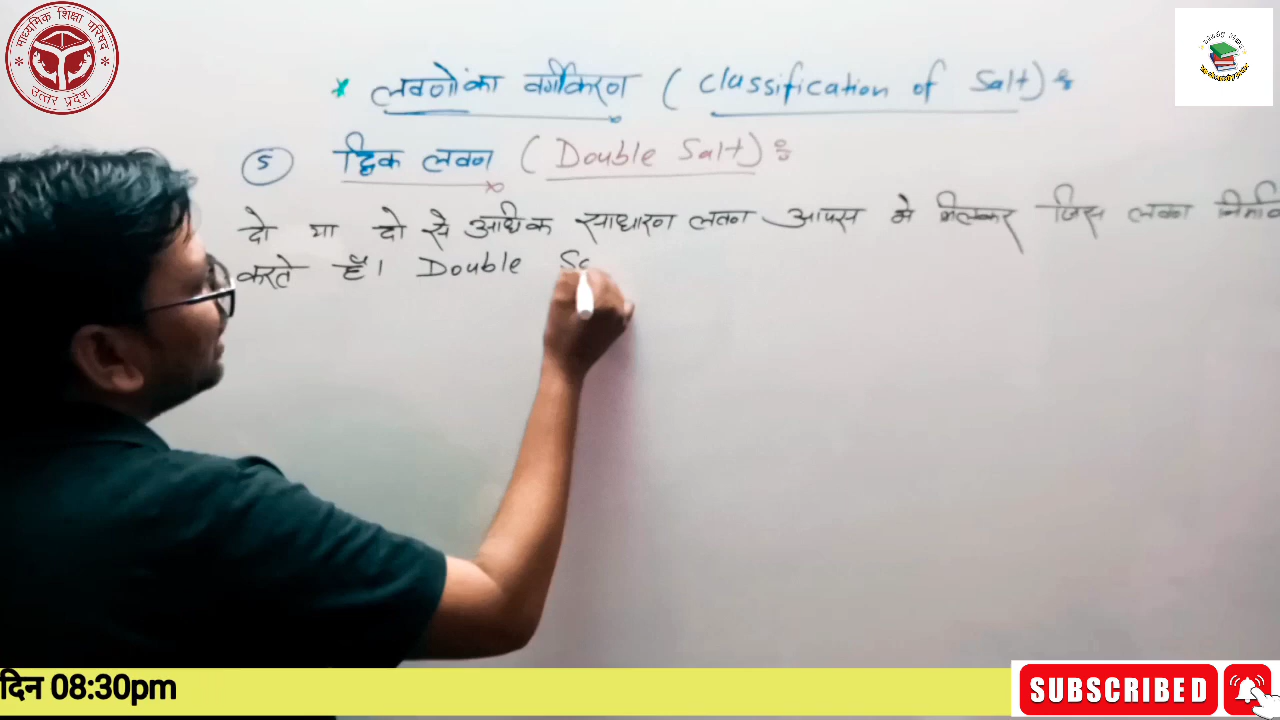 माध्यमिक शिक्षा परिषद
उत्तर प्रदेश
* लवणों का वर्गीकरण ( Classification of Salt) :
5 द्विक लवण ( Double Salt) :
दो या दो से अधिक साधारण लवण आपस मे मिलकर जिस लवण
करते हैं। Double Sa
दिन 08:30pm
SUBSCRIBED